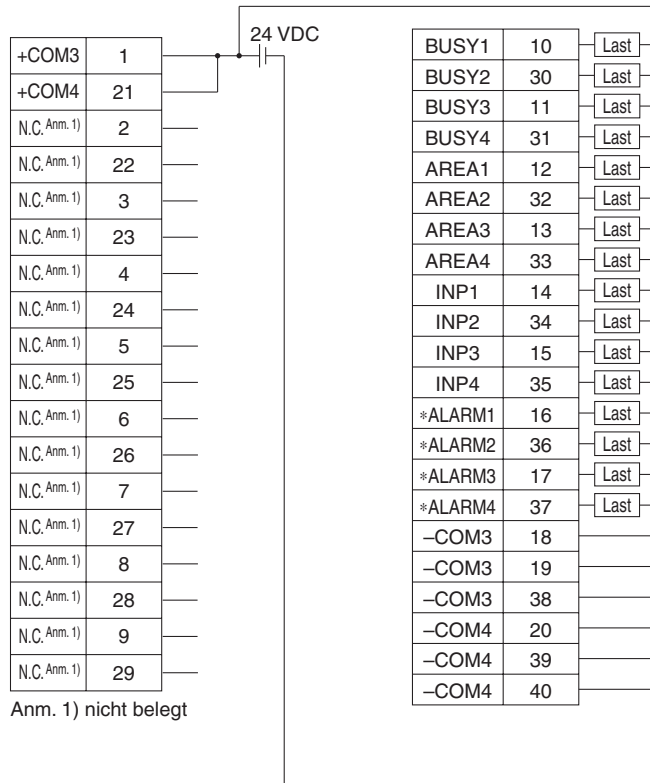 24 VDC
+COM3 1
+COM4 21
N.C. Anm. 1) 2
N.C. Anm. 1) 22
N.C. Anm. 1) 3
N.C. Anm. 1) 23
N.C. Anm. 1) 4
N.C. Anm. 1) 24
N.C. Anm. 1) 5
N.C. Anm. 1) 25
N.C. Anm. 1) 6
N.C. Anm. 1) 26
N.C. Anm. 1) 7
N.C. Anm. 1) 27
N.C. Anm. 1) 8
N.C. Anm. 1) 28
N.C. Anm. 1) 9
N.C. Anm. 1) 29
Anm. 1) nicht belegt
BUSY1 10 Last
BUSY2 30 Last
BUSY3 11 Last
BUSY4 31 Last
AREA1 12 Last
AREA2 32 Last
AREA3 13 Last
AREA4 33 Last
INP1 14 Last
INP2 34 Last
INP3 15 Last
INP4 35 Last
*ALARM1 16 Last
*ALARM2 36 Last
*ALARM3 17 Last
*ALARM4 37 Last
–COM3 18
–COM3 19
–COM3 38
–COM4 20
–COM4 39
–COM4 40